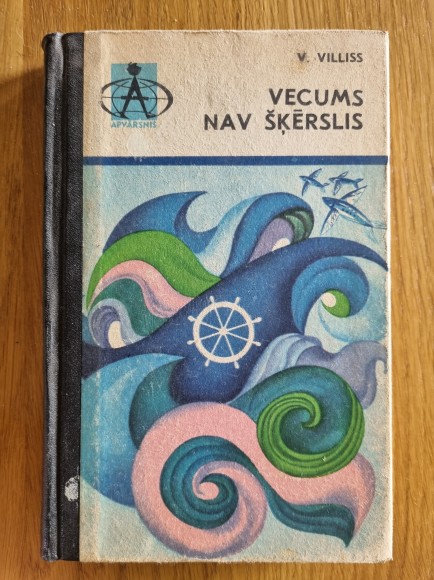 V. VILLISS
VECUMS
NAV ŠĶĒRSLIS
A
APVĀRSNIS